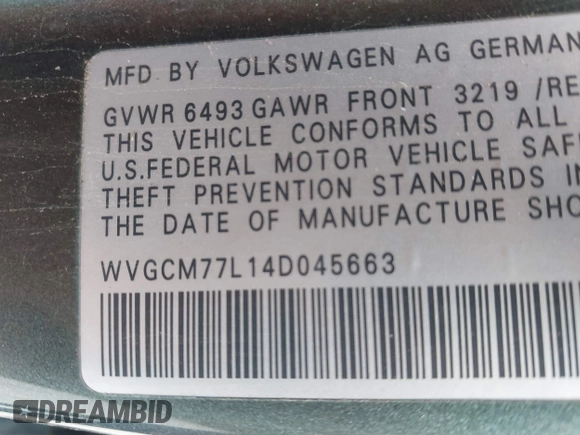 MFD. BY VOLKSWAGEN AG GERMAN
GVWR 6493 GAWR FRONT 3219 /RE
THIS VEHICLE CONFORMS TO ALL
U.S.FEDERAL MOTOR VEHICLE SAF
THEFT PREVENTION STANDARDS IN
THE DATE OF MANUFACTURE SHO
WVGCM77L14D045663
DREAMBID